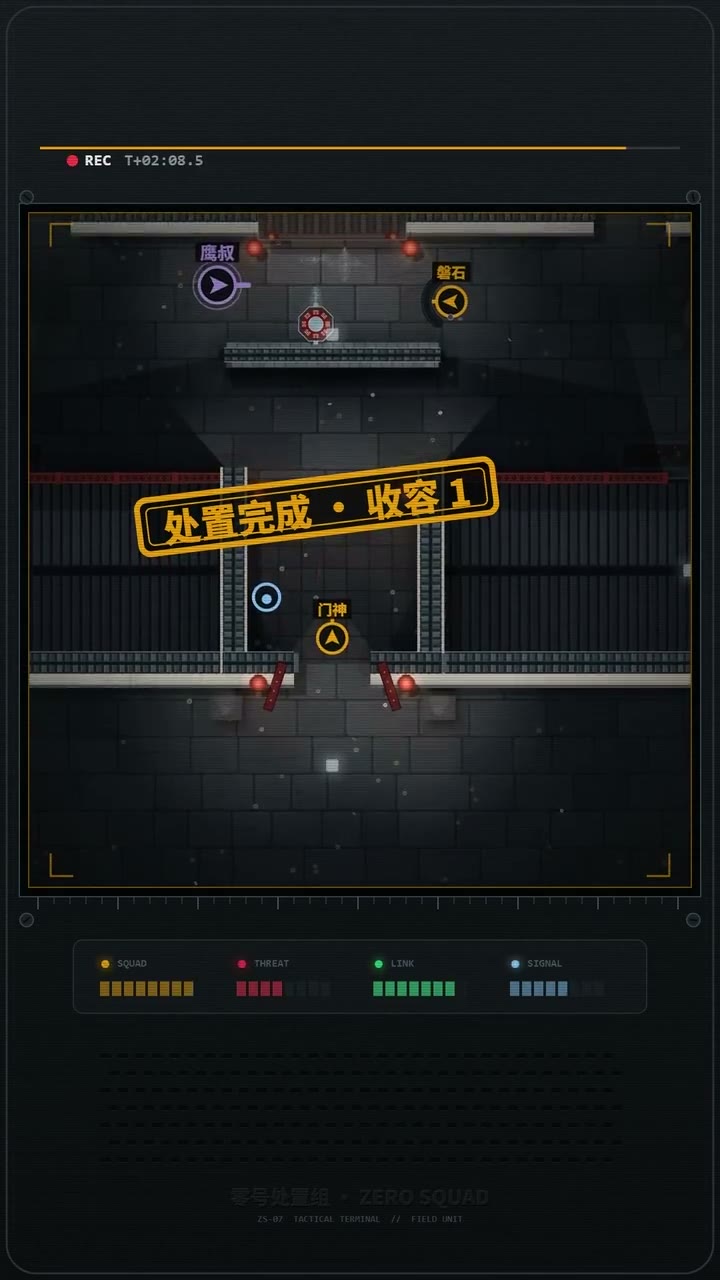 REC T+02:08.5
鹰叔
磐石
处置完成 · 收容 1
门神
SQUAD THREAT LINK SIGNAL
零号处置组 · ZERO SQUAD
ZS-07 TACTICAL TERMINAL // FIELD UNIT